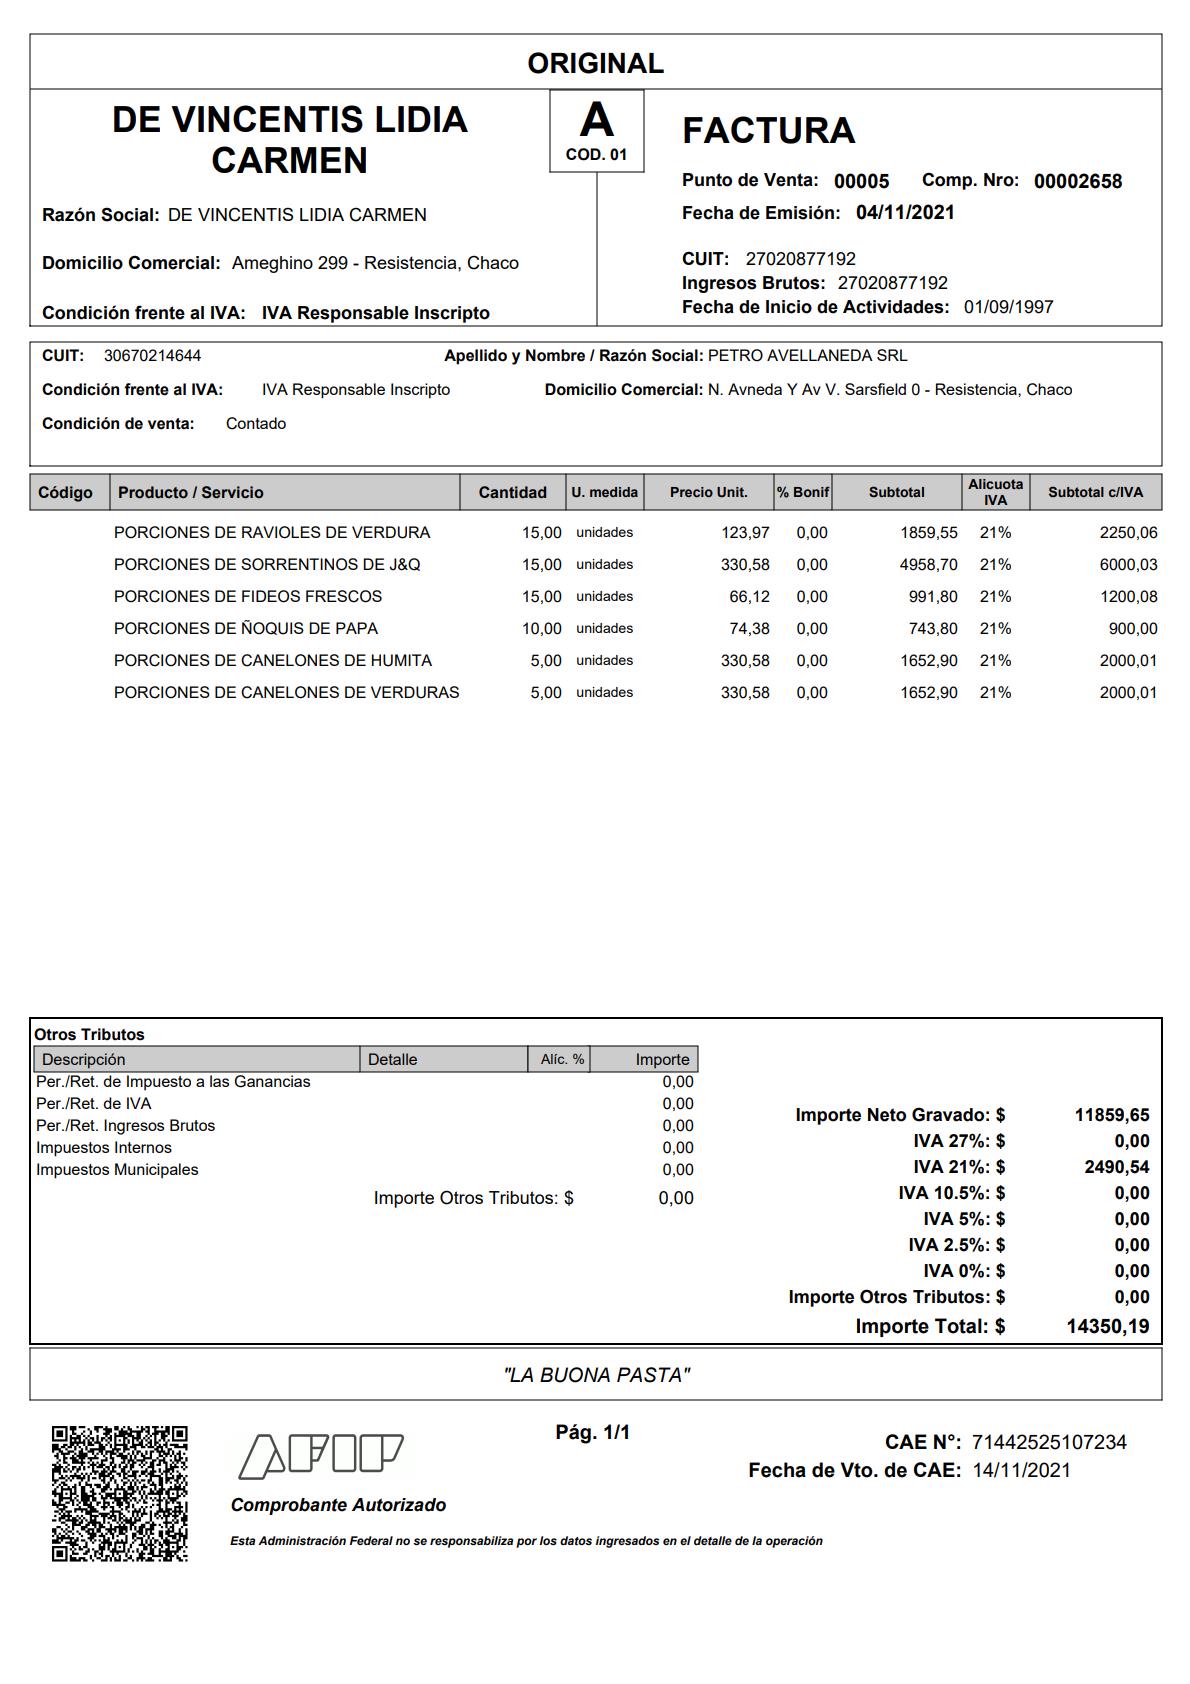 ORIGINAL
DE VINCENTIS LIDIA
CARMEN
A
COD. 01
FACTURA
Punto de Venta: 00005 Comp. Nro: 00002658
Razón Social: DE VINCENTIS LIDIA CARMEN
Fecha de Emisión: 04/11/2021
Domicilio Comercial: Ameghino 299 - Resistencia, Chaco
CUIT: 27020877192
Ingresos Brutos: 27020877192
Condición frente al IVA: IVA Responsable Inscripto
Fecha de Inicio de Actividades: 01/09/1997
CUIT: 30670214644 Apellido y Nombre / Razón Social: PETRO AVELLANEDA SRL
Condición frente al IVA: IVA Responsable Inscripto Domicilio Comercial: N. Avneda Y Av V. Sarsfield 0 - Resistencia, Chaco
Condición de venta: Contado
Código Producto / Servicio Cantidad U. medida Precio Unit. % Bonif Subtotal Alicuota IVA Subtotal c/IVA
PORCIONES DE RAVIOLES DE VERDURA 15,00 unidades 123,97 0,00 1859,55 21% 2250,06
PORCIONES DE SORRENTINOS DE J&Q 15,00 unidades 330,58 0,00 4958,70 21% 6000,03
PORCIONES DE FIDEOS FRESCOS 15,00 unidades 66,12 0,00 991,80 21% 1200,08
PORCIONES DE ÑOQUIS DE PAPA 10,00 unidades 74,38 0,00 743,80 21% 900,00
PORCIONES DE CANELONES DE HUMITA 5,00 unidades 330,58 0,00 1652,90 21% 2000,01
PORCIONES DE CANELONES DE VERDURAS 5,00 unidades 330,58 0,00 1652,90 21% 2000,01
Otros Tributos
Descripción Detalle Alíc. % Importe
Per./Ret. de Impuesto a las Ganancias 0,00
Per./Ret. de IVA 0,00
Per./Ret. Ingresos Brutos 0,00
Impuestos Internos 0,00
Impuestos Municipales 0,00
Importe Otros Tributos: $ 0,00
Importe Neto Gravado: $ 11859,65
IVA 27%: $ 0,00
IVA 21%: $ 2490,54
IVA 10.5%: $ 0,00
IVA 5%: $ 0,00
IVA 2.5%: $ 0,00
IVA 0%: $ 0,00
Importe Otros Tributos: $ 0,00
Importe Total: $ 14350,19
"LA BUONA PASTA"
AFIP
Pág. 1/1
CAE N°: 71442525107234
Fecha de Vto. de CAE: 14/11/2021
Comprobante Autorizado
Esta Administración Federal no se responsabiliza por los datos ingresados en el detalle de la operación